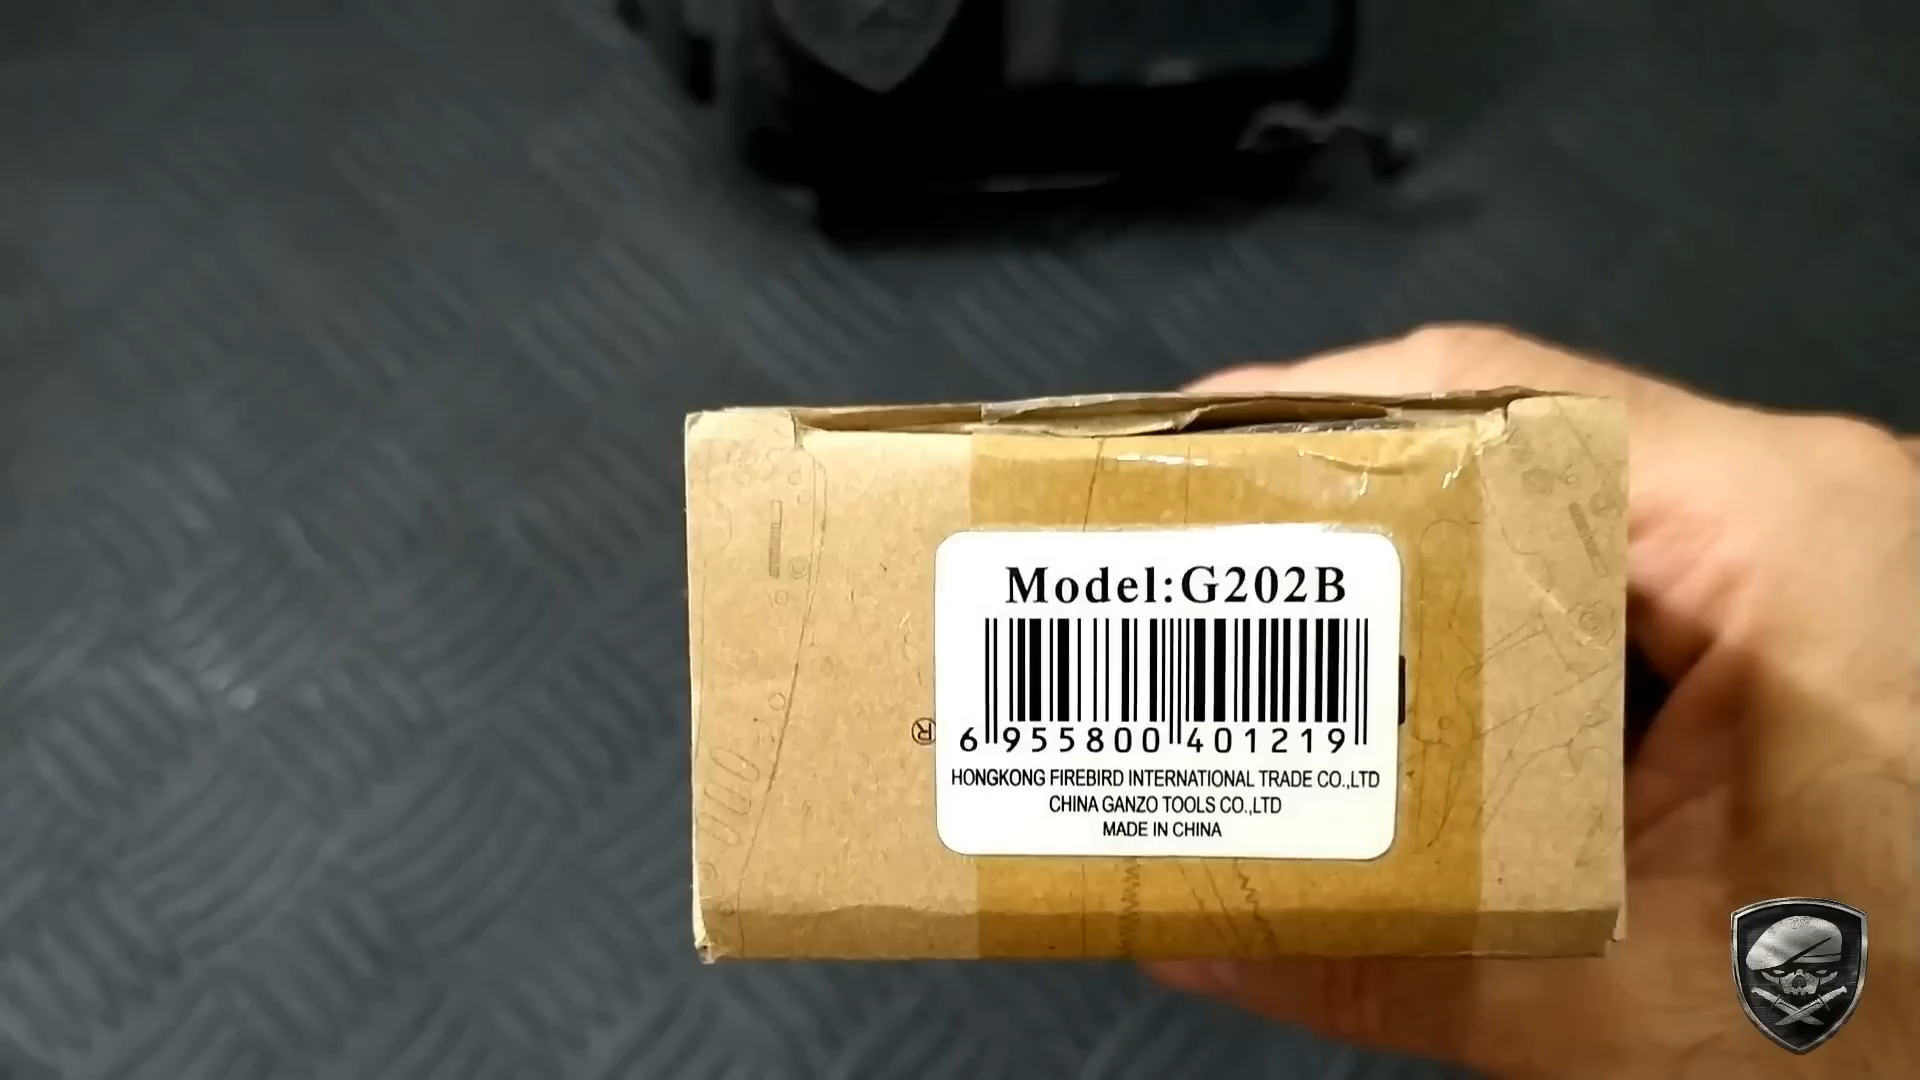 Model:G202B
®
6 955800 401219
HONGKONG FIREBIRD INTERNATIONAL TRADE CO.,LTD
CHINA GANZO TOOLS CO.,LTD
MADE IN CHINA